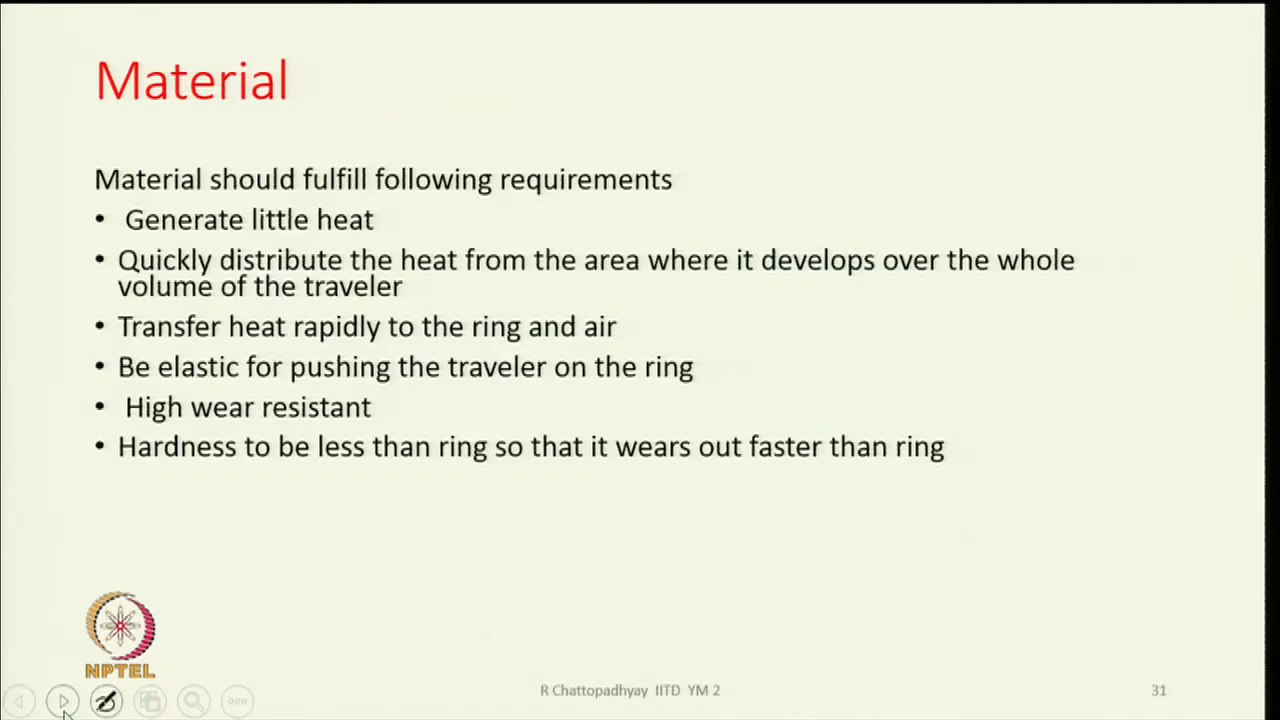 Material
Material should fulfill following requirements
• Generate little heat
• Quickly distribute the heat from the area where it develops over the whole
volume of the traveler
• Transfer heat rapidly to the ring and air
• Be elastic for pushing the traveler on the ring
• High wear resistant
• Hardness to be less than ring so that it wears out faster than ring
NPTEL
R Chattopadhyay IITD YM 2
31